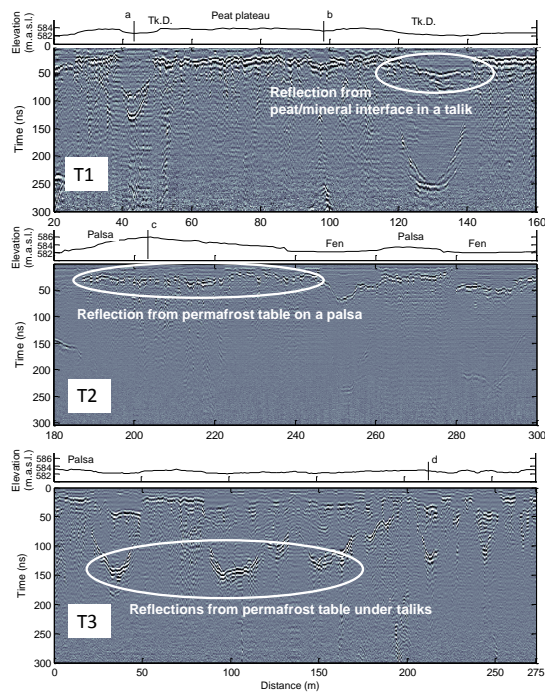 a Tk.D. Peat plateau b Tk.D.
Elevation
(m.a.s.l.)
584
582
0
50
100
150
200
250
300
Time (ns)
Reflection from
peat/mineral interface in a talik
T1
20 40 60 80 100 120 140 160
Palsa c Fen Palsa Fen
Elevation
(m.a.s.l.)
586
584
582
0
50
100
150
200
250
300
Time (ns)
Reflection from permafrost table on a palsa
T2
180 200 220 240 260 280 300
Palsa d
Elevation
(m.a.s.l.)
586
584
582
0
50
100
150
200
250
300
Time (ns)
Reflections from permafrost table under taliks
T3
0 50 100 150 200 250 275
Distance (m)